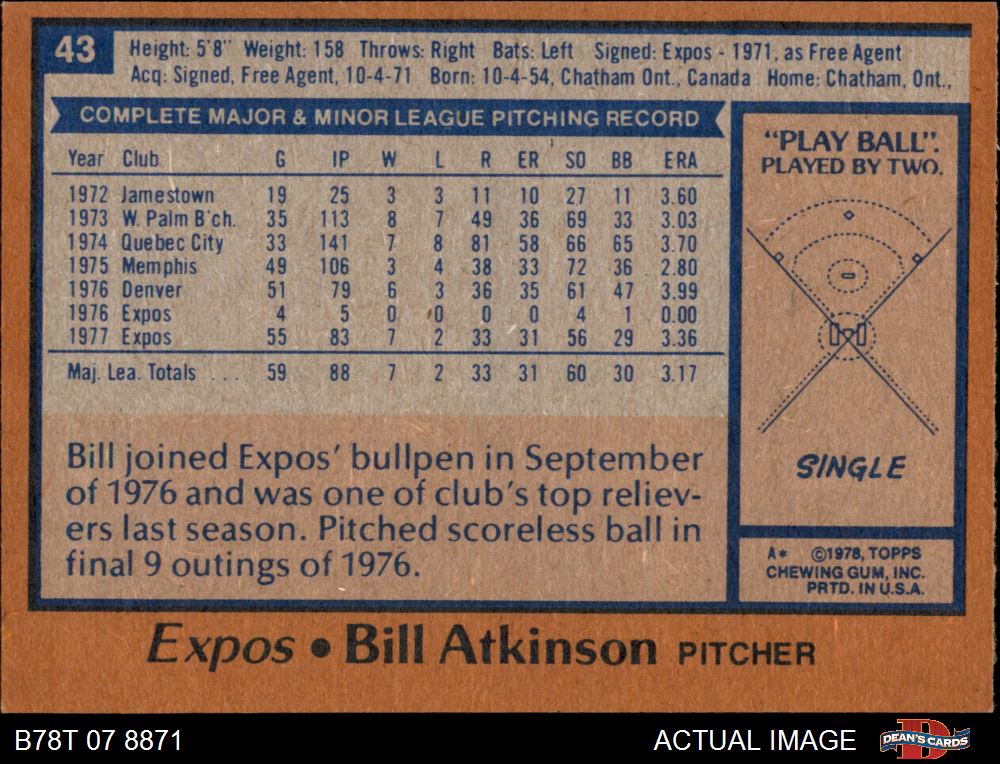 43
Height: 5'8" Weight: 158 Throws: Right Bats: Left Signed: Expos - 1971, as Free Agent
Acq: Signed, Free Agent, 10-4-71 Born: 10-4-54, Chatham Ont., Canada Home: Chatham, Ont.,
COMPLETE MAJOR & MINOR LEAGUE PITCHING RECORD
Year Club G IP W L R ER SO BB ERA
1972 Jamestown 19 25 3 3 11 10 27 11 3.60
1973 W. Palm B'ch. 35 113 8 7 49 36 69 33 3.03
1974 Quebec City 33 141 7 8 81 58 66 65 3.70
1975 Memphis 49 106 3 4 38 33 72 36 2.80
1976 Denver 51 79 6 3 36 35 61 47 3.99
1976 Expos 4 5 0 0 0 0 4 1 0.00
1977 Expos 55 83 7 2 33 31 56 29 3.36
Maj. Lea. Totals . . . 59 88 7 2 33 31 60 30 3.17
Bill joined Expos' bullpen in September
of 1976 and was one of club's top reliev-
ers last season. Pitched scoreless ball in
final 9 outings of 1976.
"PLAY BALL".
PLAYED BY TWO.
SINGLE
A* ©1978, TOPPS
CHEWING GUM, INC.
PRTD. IN U.S.A.
Expos • Bill Atkinson PITCHER
B78T 07 8871
ACTUAL IMAGE
D
DEAN'S CARDS